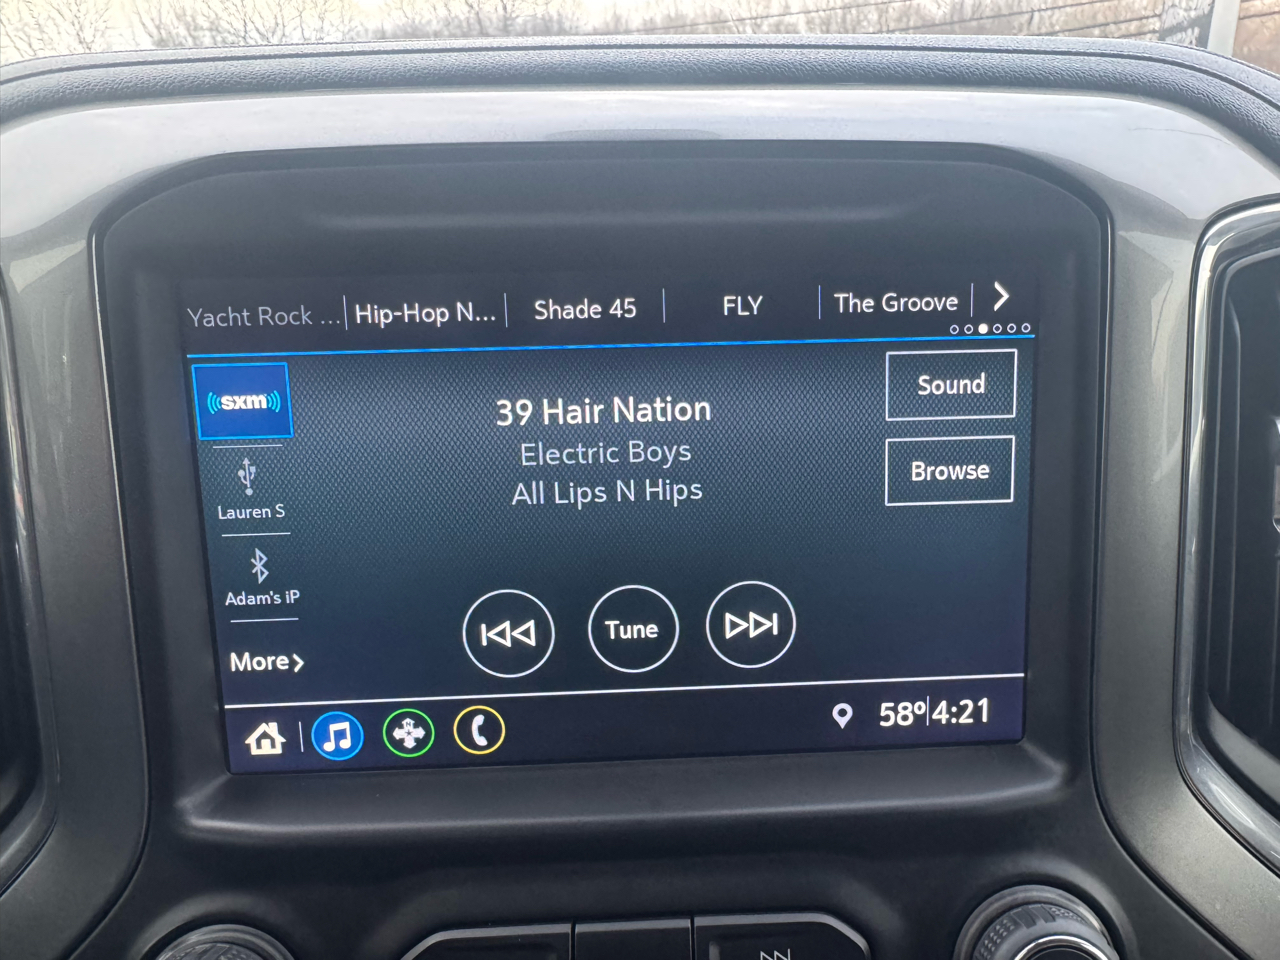 Yacht Rock ... Hip-Hop N... Shade 45 FLY The Groove
sxm
39 Hair Nation
Electric Boys
All Lips N Hips
Sound
Browse
Lauren S
Adam's iP
More
Tune
N
58° 4:21